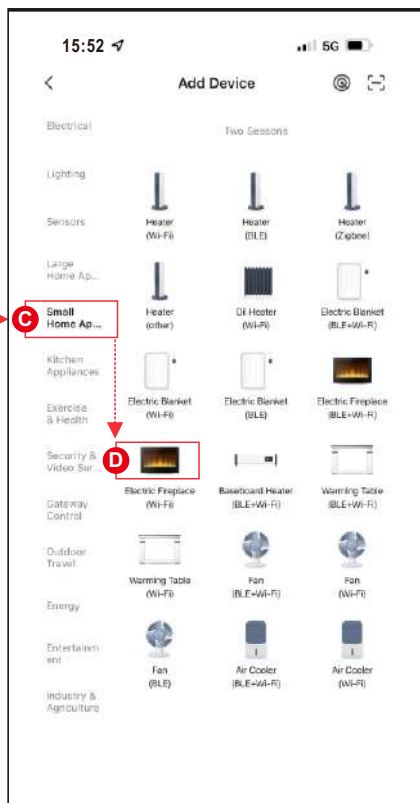 15:52
5G
Add Device
Electrical
Lighting
Sensors
Large
Home Ap...
C
Small
Home Ap...
Kitchen
Appliances
Exercise
& Health
Security &
Video Sur...
Gateway
Control
Outdoor
Travel
Energy
Entertainm
ent
Industry &
Agriculture
Two Seasons
Heater
(Wi-Fi)
Heater
(BLE)
Heater
(Zigbee)
Heater
(other)
Oil Heater
(Wi-Fi)
Electric Blanket
(BLE+Wi-Fi)
Electric Blanket
(Wi-Fi)
Electric Blanket
(BLE)
Electric Fireplace
(BLE+Wi-Fi)
D
Electric Fireplace
(Wi-Fi)
Baseboard Heater
(BLE+Wi-Fi)
Warming Table
(BLE+Wi-Fi)
Warming Table
(Wi-Fi)
Fan
(BLE+Wi-Fi)
Fan
(Wi-Fi)
Fan
(BLE)
Air Cooler
(BLE+Wi-Fi)
Air Cooler
(Wi-Fi)